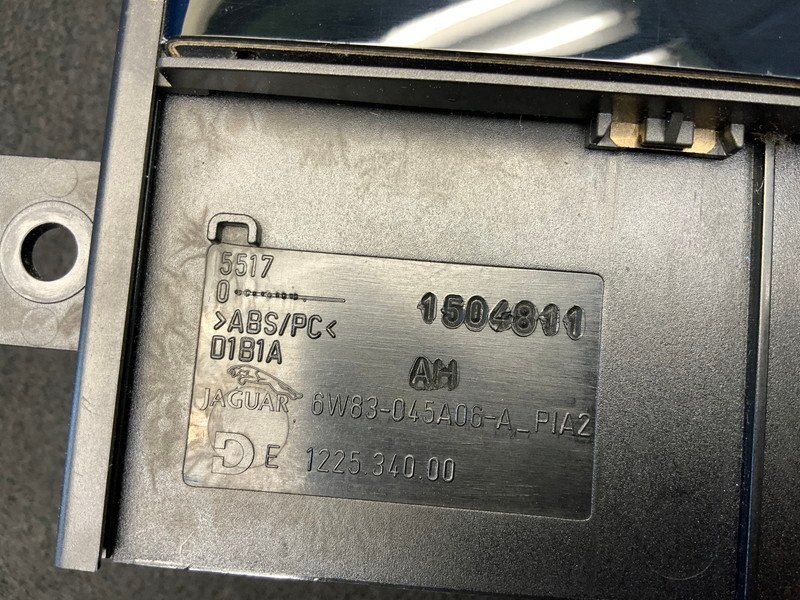 5517
0
1504811
>ABS/PC<
D1B1A
AH
JAGUAR 6W83-045A06-A_PIA2
D E 1225.340.00